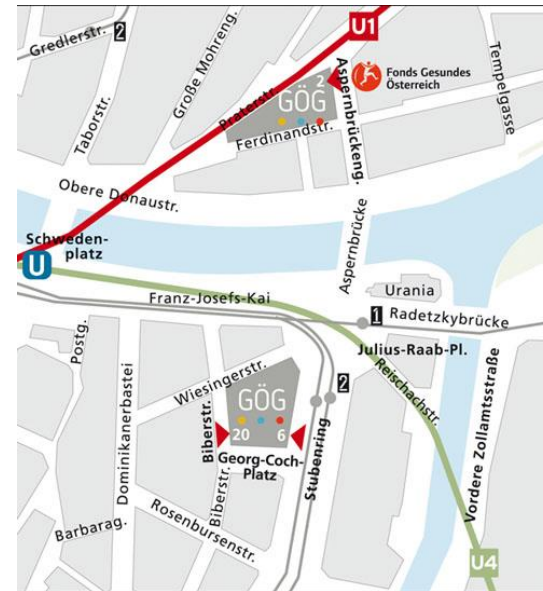 Gredlerstr.
2
Taborstr.
Große Mohreng.
U1
2
GÖG
Praterstr.
Ferdinandstr.
Aspernbrückeng.
Fonds Gesundes
Österreich
Tempelgasse
Obere Donaustr.
Schweden-
platz
U
Aspernbrücke
Franz-Josefs-Kai
Urania
1
Radetzkybrücke
Julius-Raab-Pl.
Postg.
Dominikanerbastei
Wiesingerstr.
Biberstr.
GÖG
20
6
Georg-Coch-
Platz
2
Stubenring
Reischachstr.
Vordere Zollamtsstraße
Biberstr.
Rosenbursenstr.
Barbarag.
U4